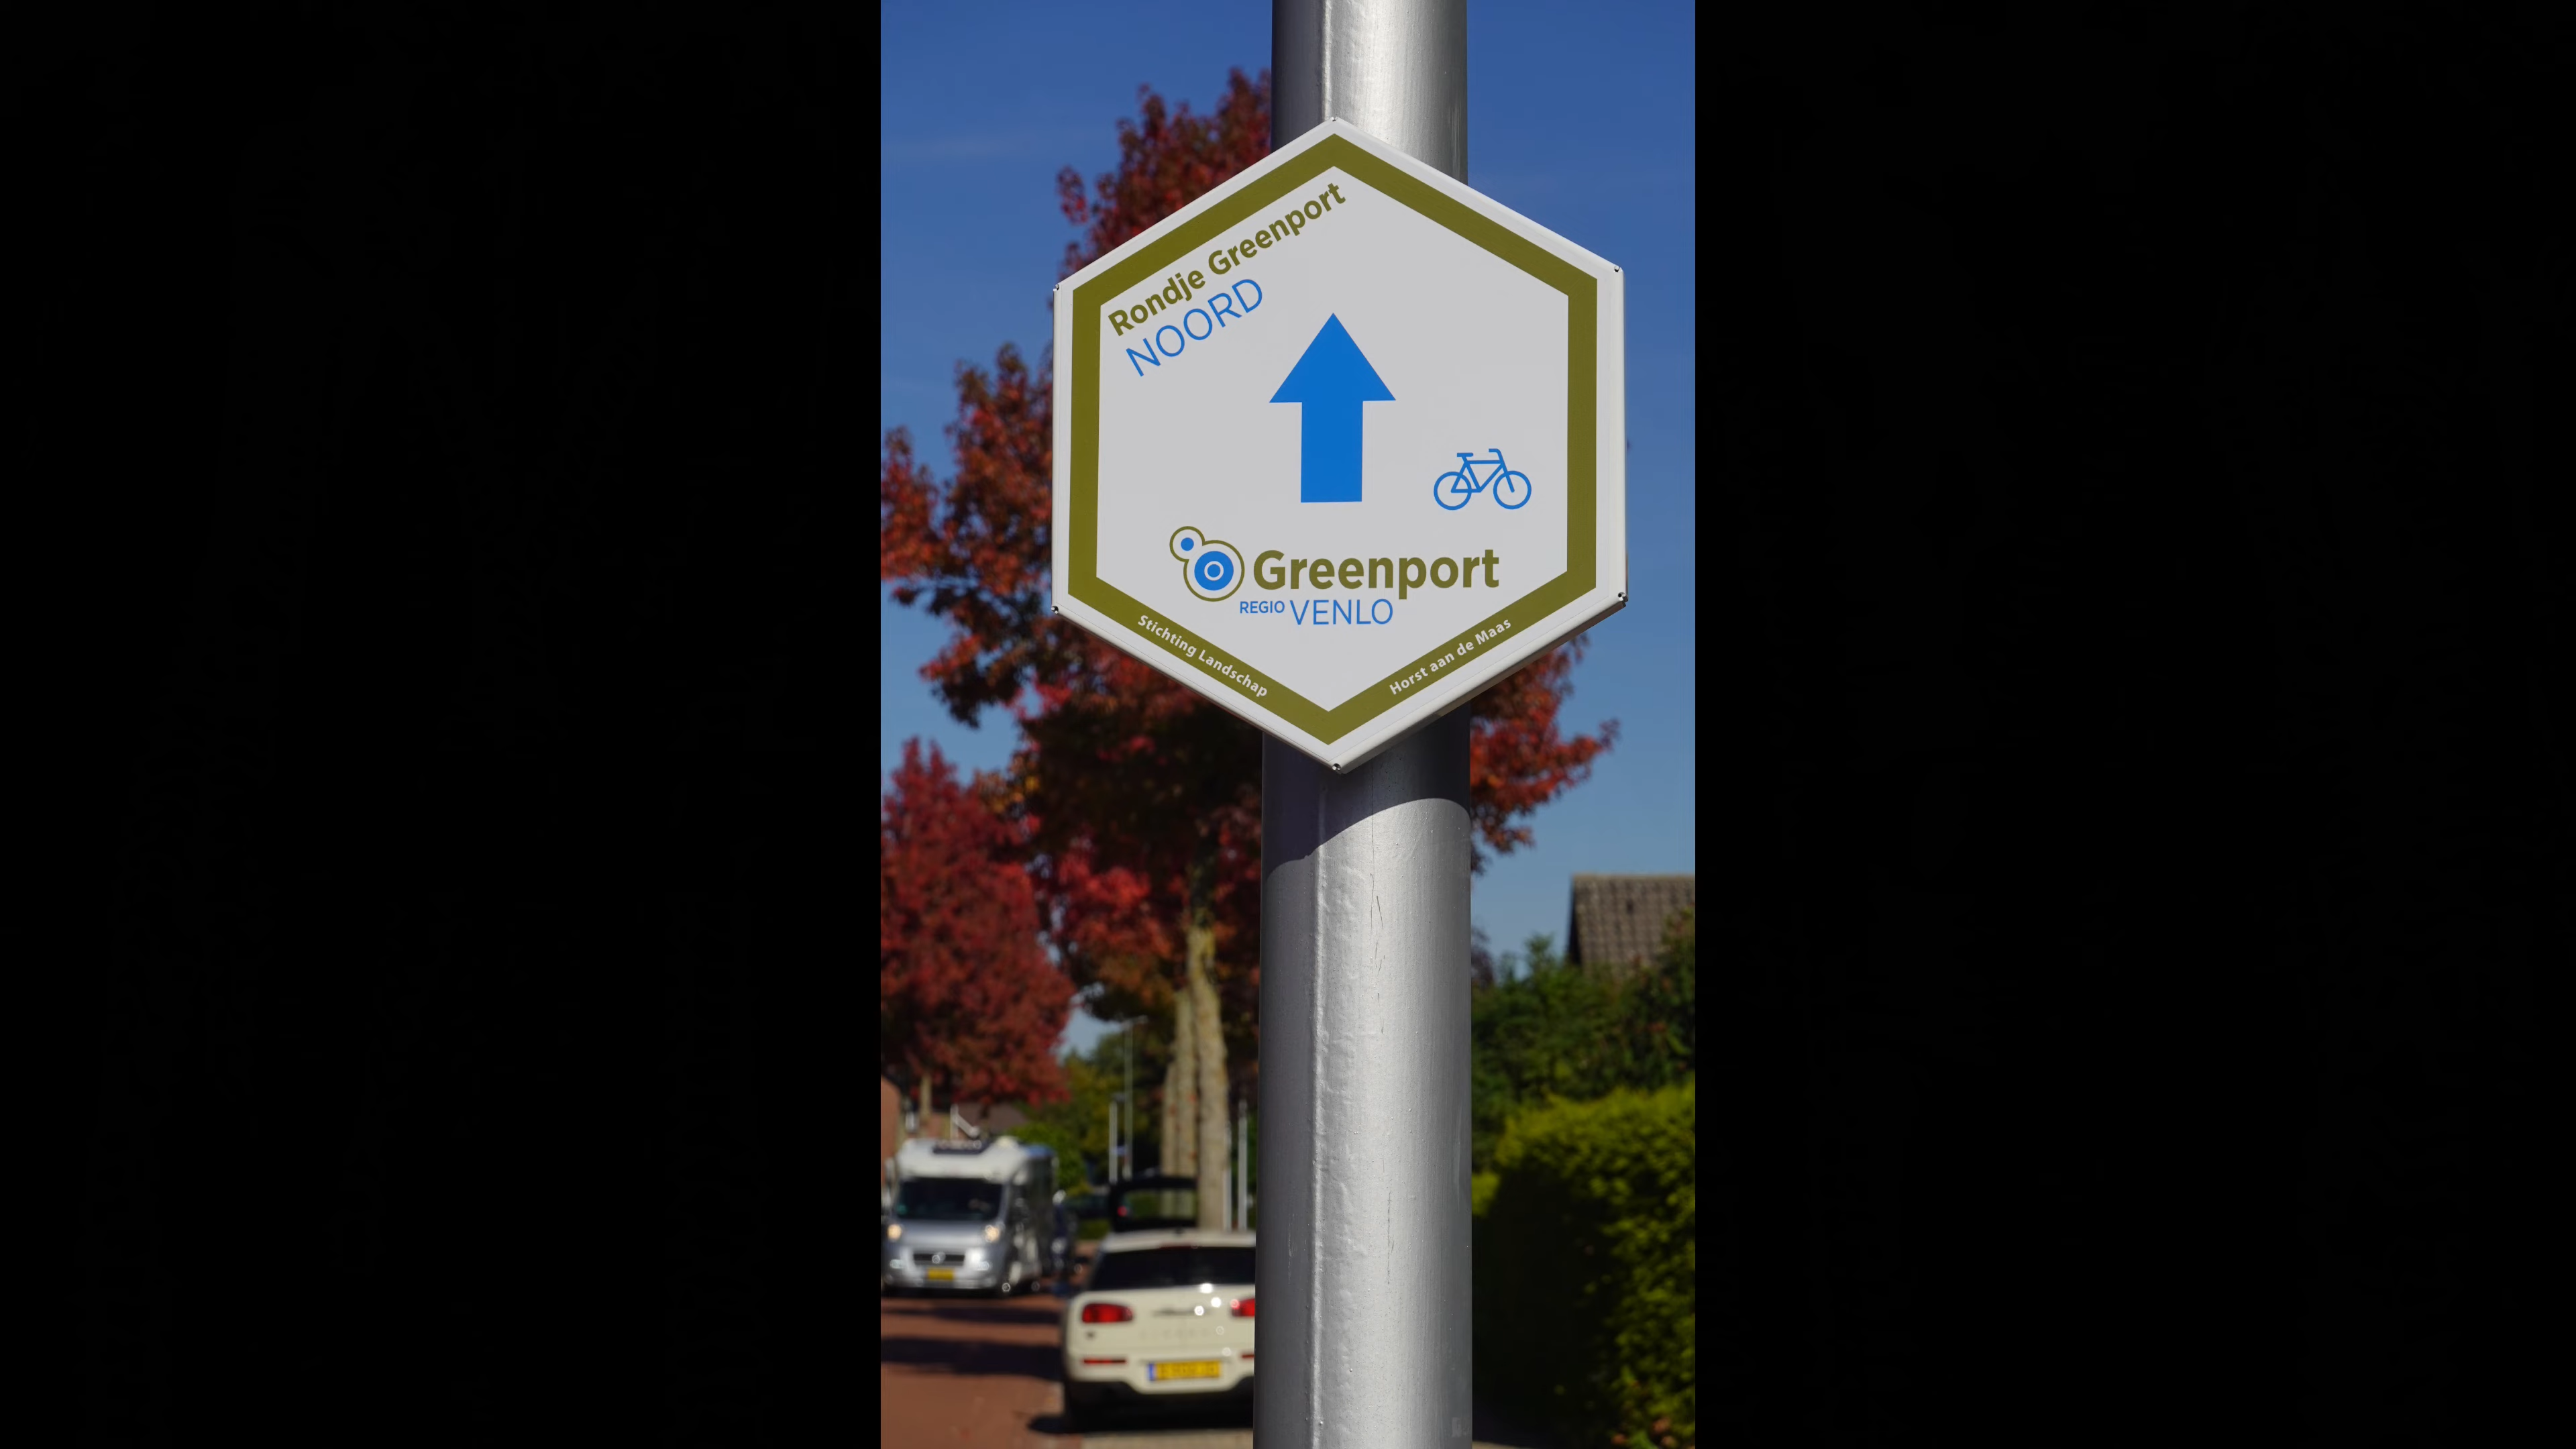 Rondje Greenport
NOORD
Greenport
REGIO VENLO
Stichting Landschap
Horst aan de Maas